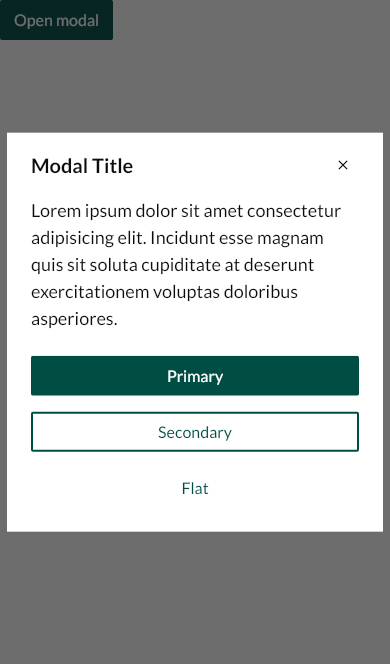 Open modal
Modal Title
Lorem ipsum dolor sit amet consectetur
adipisicing elit. Incidunt esse magnam
quis sit soluta cupiditate at deserunt
exercitationem voluptas doloribus
asperiores.
Primary
Secondary
Flat